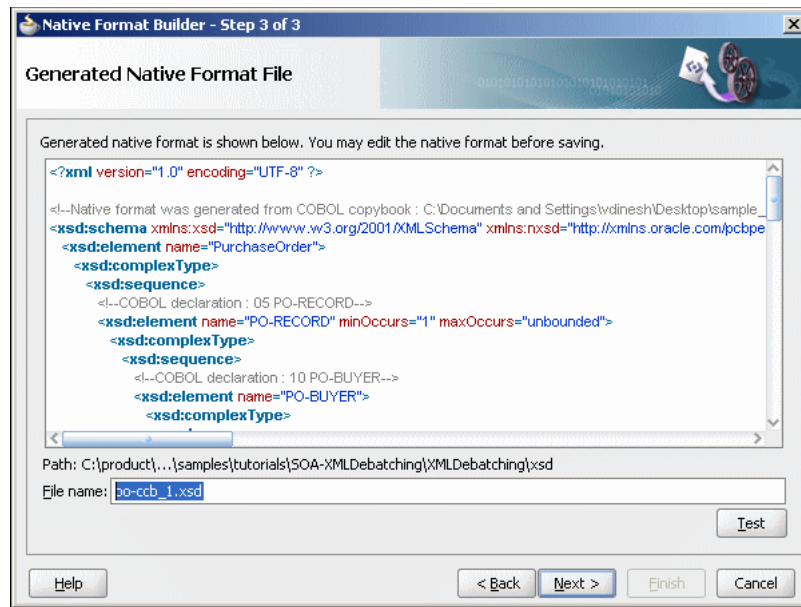 Native Format Builder - Step 3 of 3
Generated Native Format File
Generated native format is shown below. You may edit the native format before saving.
<?xml version="1.0" encoding="UTF-8" ?>
<!--Native format was generated from COBOL copybook : C:\Documents and Settings\vdinesh\Desktop\sample_
<xsd:schema xmlns:xsd="http://www.w3.org/2001/XMLSchema" xmlns:nxsd="http://xmlns.oracle.com/pcbpe
<xsd:element name="PurchaseOrder">
<xsd:complexType>
<xsd:sequence>
<!--COBOL declaration : 05 PO-RECORD-->
<xsd:element name="PO-RECORD" minOccurs="1" maxOccurs="unbounded">
<xsd:complexType>
<xsd:sequence>
<!--COBOL declaration : 10 PO-BUYER-->
<xsd:element name="PO-BUYER">
<xsd:complexType>
Path: C:\product\...\samples\tutorials\SOA-XMLDebatching\XMLDebatching\xsd
File name: po-ccb_1.xsd
Test
Help
< Back
Next >
Finish
Cancel